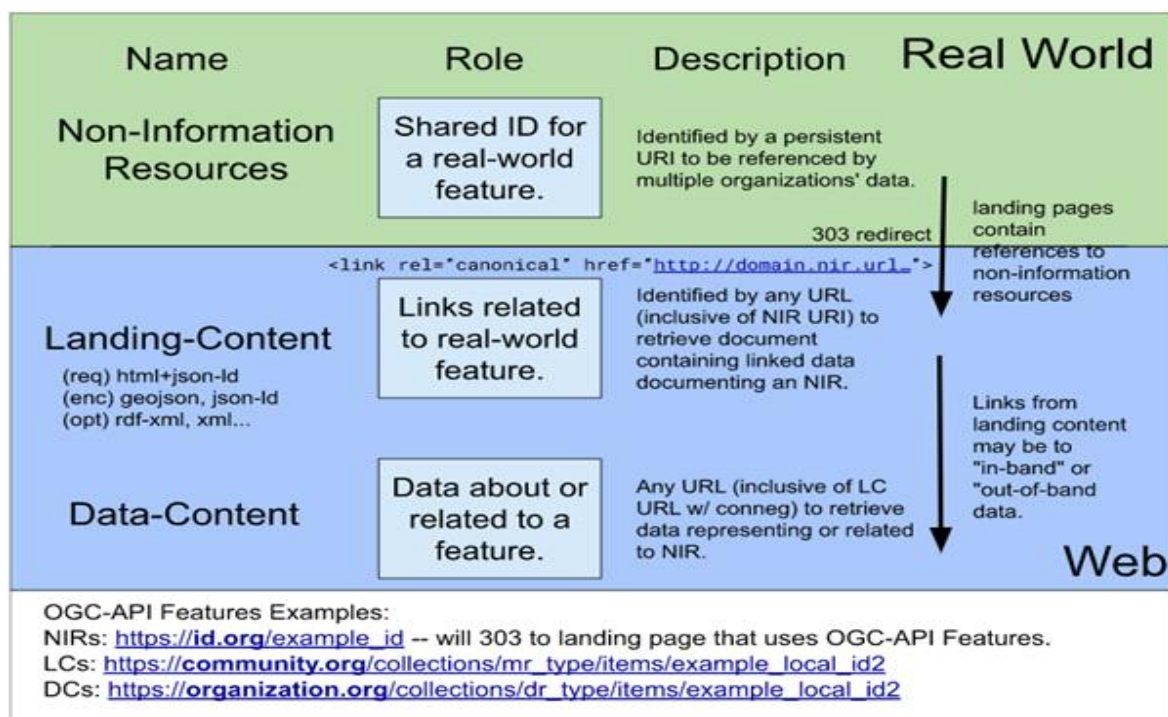 Name
Role
Description
Real World
Non-Information
Resources
Shared ID for
a real-world
feature.
Identified by a persistent
URI to be referenced by
multiple organizations' data.
303 redirect
landing pages
contain
references to
non-information
resources
<link rel="canonical" href="http://domain.nir.url…">
Landing-Content
(req) html+json-ld
(enc) geojson, json-ld
(opt) rdf-xml, xml...
Links related
to real-world
feature.
Identified by any URL
(inclusive of NIR URI) to
retrieve document
containing linked data
documenting an NIR.
Links from
landing content
may be to
"in-band" or
"out-of-band
data.
Data-Content
Data about or
related to a
feature.
Any URL (inclusive of LC
URL w/ conneg) to retrieve
data representing or related
to NIR.
Web
OGC-API Features Examples:
NIRs: https://id.org/example_id -- will 303 to landing page that uses OGC-API Features.
LCs: https://community.org/collections/mr_type/items/example_local_id2
DCs: https://organization.org/collections/dr_type/items/example_local_id2